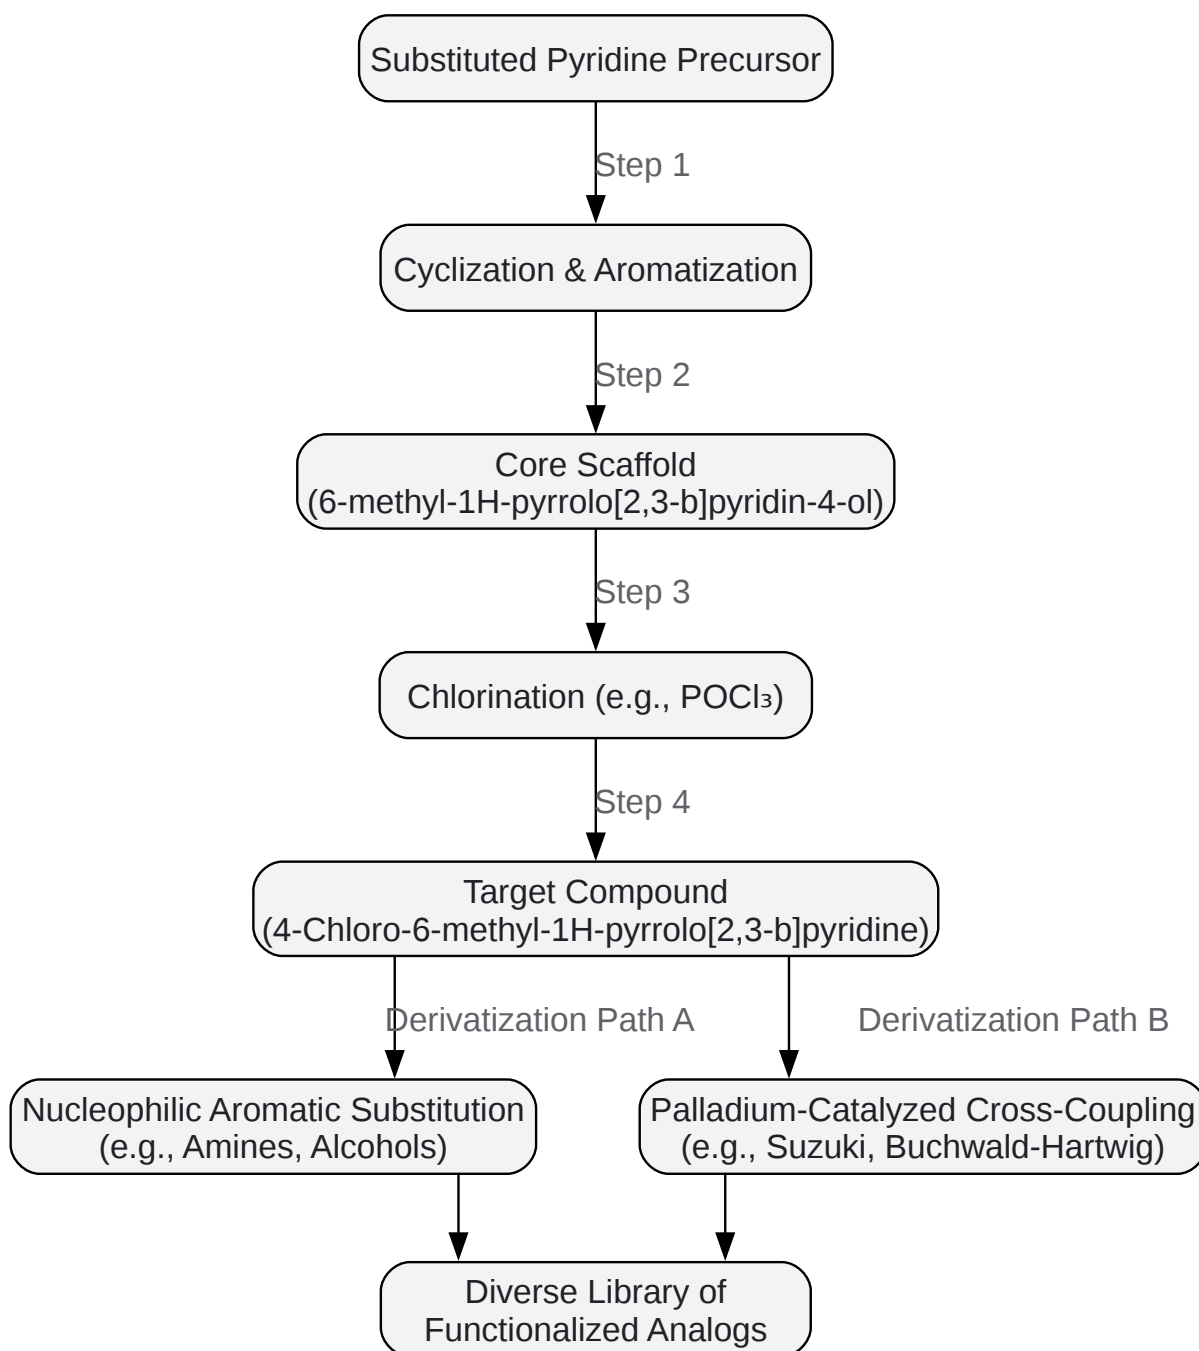 Substituted Pyridine Precursor
Step 1
Cyclization & Aromatization
Step 2
Core Scaffold
(6-methyl-1H-pyrrolo[2,3-b]pyridin-4-ol)
Step 3
Chlorination (e.g., POCl₃)
Step 4
Target Compound
(4-Chloro-6-methyl-1H-pyrrolo[2,3-b]pyridine)
Derivatization Path A
Derivatization Path B
Nucleophilic Aromatic Substitution
(e.g., Amines, Alcohols)
Palladium-Catalyzed Cross-Coupling
(e.g., Suzuki, Buchwald-Hartwig)
Diverse Library of
Functionalized Analogs